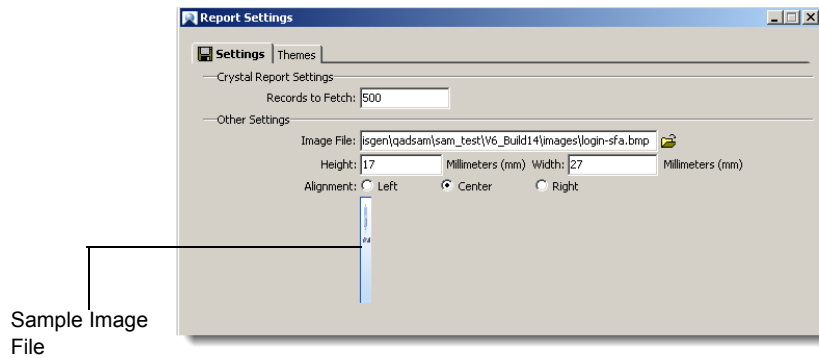 Report Settings
Settings Themes
Crystal Report Settings
Records to Fetch: 500
Other Settings
Image File: isgen\qadsam\sam_test\V6_Build14\images\login-sfa.bmp
Height: 17 Millimeters (mm) Width: 27 Millimeters (mm)
Alignment: Left Center Right
Sample Image
File